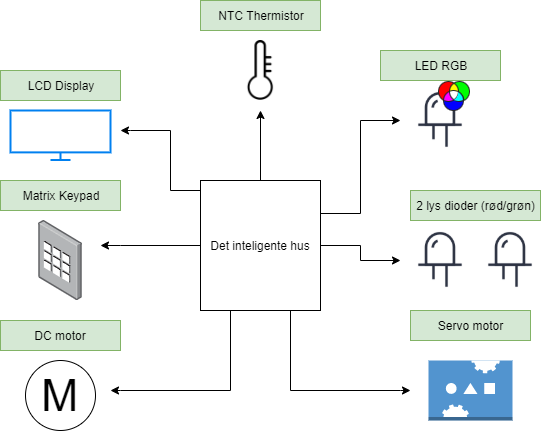 NTC Thermistor
LED RGB
LCD Display
Matrix Keypad
2 lys dioder (rød/grøn)
Det inteligente hus
DC motor
Servo motor
M